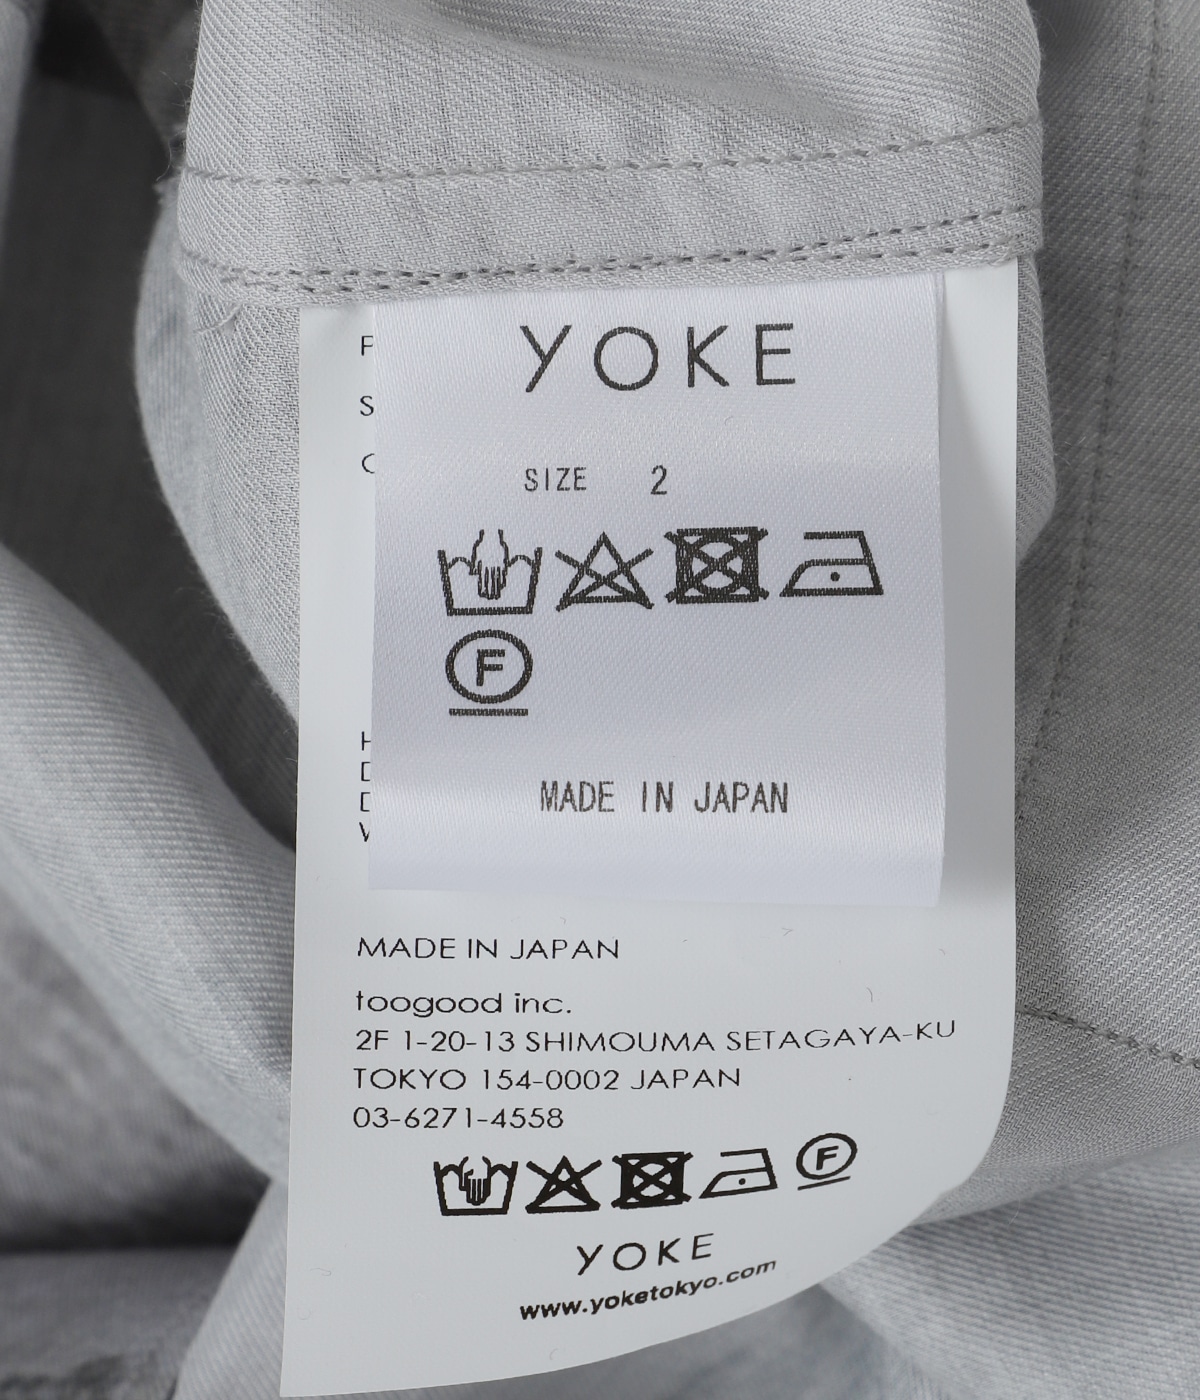 YOKE
SIZE 2
F
MADE IN JAPAN
MADE IN JAPAN
toogood inc.
2F 1-20-13 SHIMOUMA SETAGAYA-KU
TOKYO 154-0002 JAPAN
03-6271-4558
F
YOKE
www.yoketokyo.com